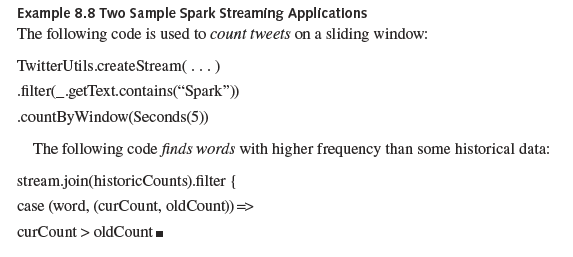 Example 8.8 Two Sample Spark Streaming Applications
The following code is used to count tweets on a sliding window:
TwitterUtils.createStream( . . . )
.filter(_.getText.contains(“Spark”))
.countByWindow(Seconds(5))
The following code finds words with higher frequency than some historical data:
stream.join(historicCounts).filter {
case (word, (curCount, oldCount)) =>
curCount > oldCount ■